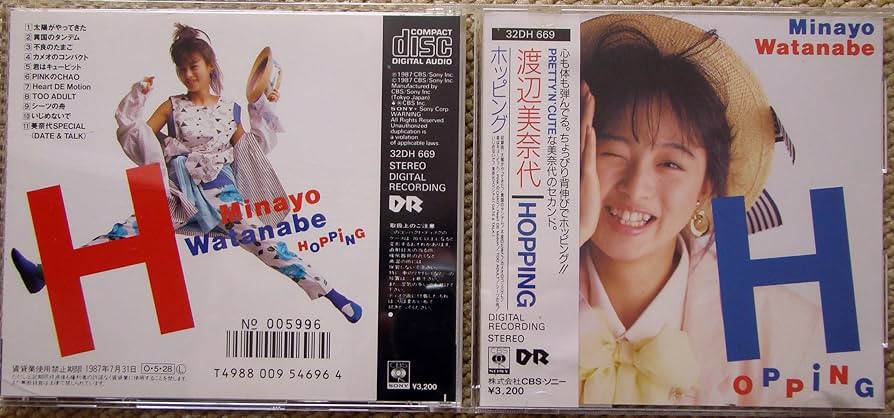 1 太陽がやってきた
2 異国のタンデム
3 不良のたまご
4 カメオのコンパクト
5 君はキューピット
6 PINKのCHAO
7 Heart DE Motion
8 TOO ADULT
9 シーツの舟
10 いじめないで
11 美奈代SPECIAL
(DATE & TALK)
H
Minayo
Watanabe
HOPPiNG
Nº 005996
T4988 009 54696 4
賃貸業使用禁止期限 1987年7月31日
O・5・28 L
COMPACT
disc
DIGITAL AUDIO
℗1987 CBS/Sony Inc
©1987 CBS/Sony Inc
Manufactured by
CBS/Sony Inc
(Tokyo Japan)
SONY Sony Corp
WARNING
All Rights Reserved
Unauthorized
duplication is
a violation
of applicable laws.
32DH 669
STEREO
DIGITAL
RECORDING
DR
取扱上のご注意
CBS
SONY
¥3,200
32DH 669
心も体も弾んでる。ちょっぴり背伸びでホッピング!!
PRETTY'N'CUTEな美奈代のセカンド。
渡辺美奈代 HOPPING
ホッピング
DIGITAL
RECORDING
STEREO
CBS
SONY
DR
株式会社CBS・ソニー
¥3,200
Minayo
Watanabe
H
OPPiNG